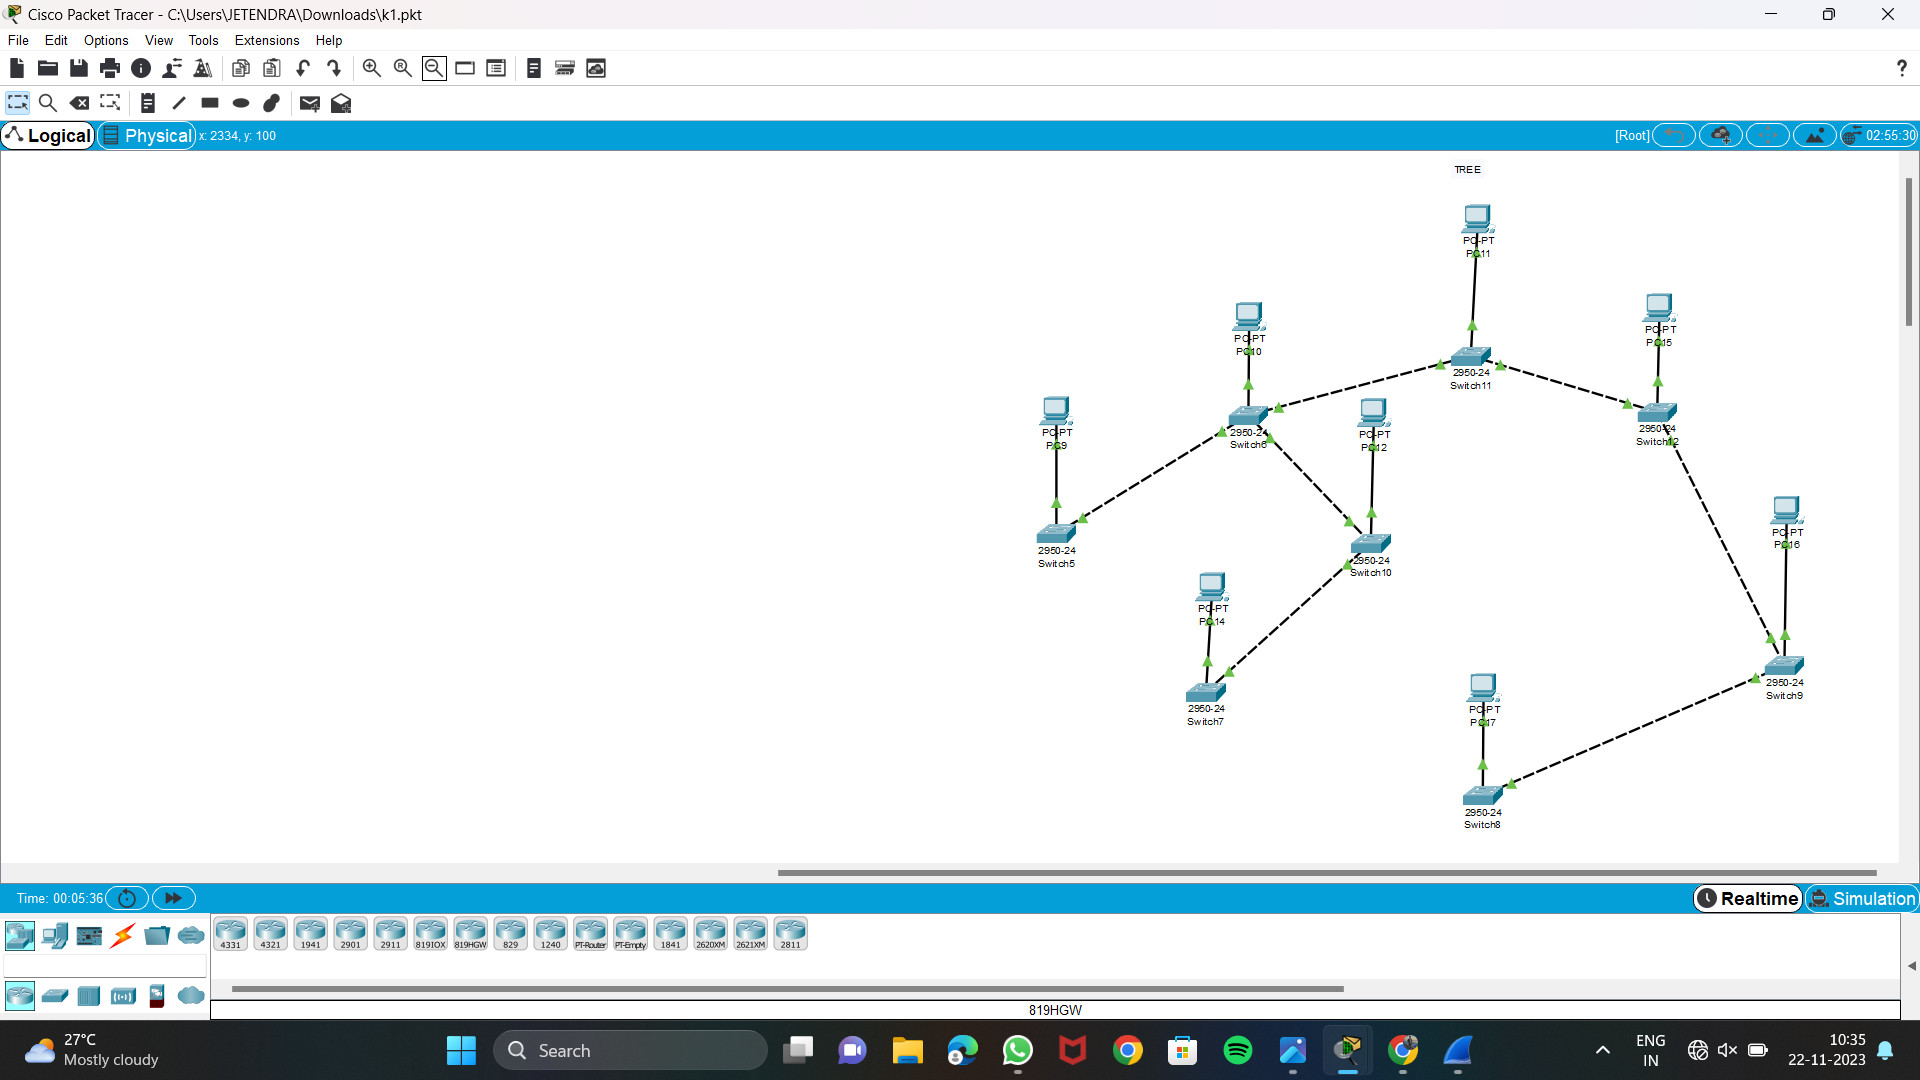 Cisco Packet Tracer - C:\Users\JETENDRA\Downloads\k1.pkt
File Edit Options View Tools Extensions Help
?
Logical Physical x: 2334, y: 100 [Root] 02:55:30
TREE
PC-PT
PC11
PC-PT
PC10
PC-PT
PC15
2950-24
Switch11
PC-PT
PC9
2950-24
Switch6
PC-PT
PC12
2950-24
Switch12
PC-PT
PC16
2950-24
Switch5
2950-24
Switch10
PC-PT
PC14
2950-24
Switch9
2950-24
Switch7
PC-PT
PC17
2950-24
Switch8
Time: 00:05:36 Realtime Simulation
4331 4321 1941 2901 2911 819IOX 819HGW 829 1240 PT-Router PT-Empty 1841 2620XM 2621XM 2811
819HGW
27°C
Mostly cloudy
Search
ENG
IN
10:35
22-11-2023